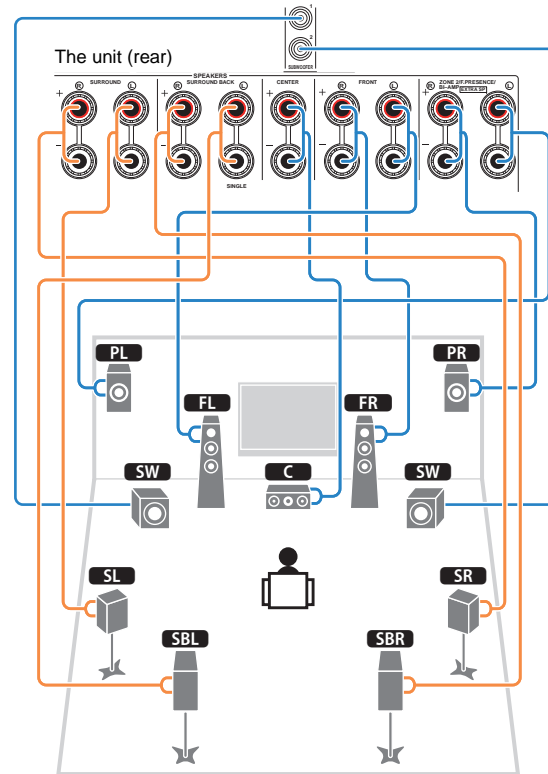 1
2
SUBWOOFER
The unit (rear)
SPEAKERS
SURROUND SURROUND BACK CENTER FRONT ZONE 2/F.PRESENCE/
BI-AMP EXTRA SP
R L R L R L R L
+ + + + +
− − − − −
SINGLE
PL PR
FL FR
SW C SW
SL SR
SBL SBR